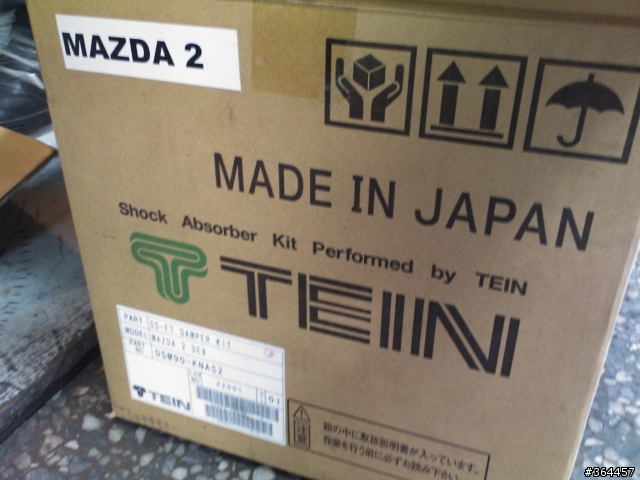 MAZDA 2
MADE IN JAPAN
Shock Absorber Kit Performed by TEIN
TEIN
PART SS-FT DAMPER KIT
MODEL MAZDA 2 DE#
PART NO DSM90-KNAS2
TEIN
注意
箱の中に取扱説明書が入っています。
作業を行う前に必ずお読み下さい。
#364457